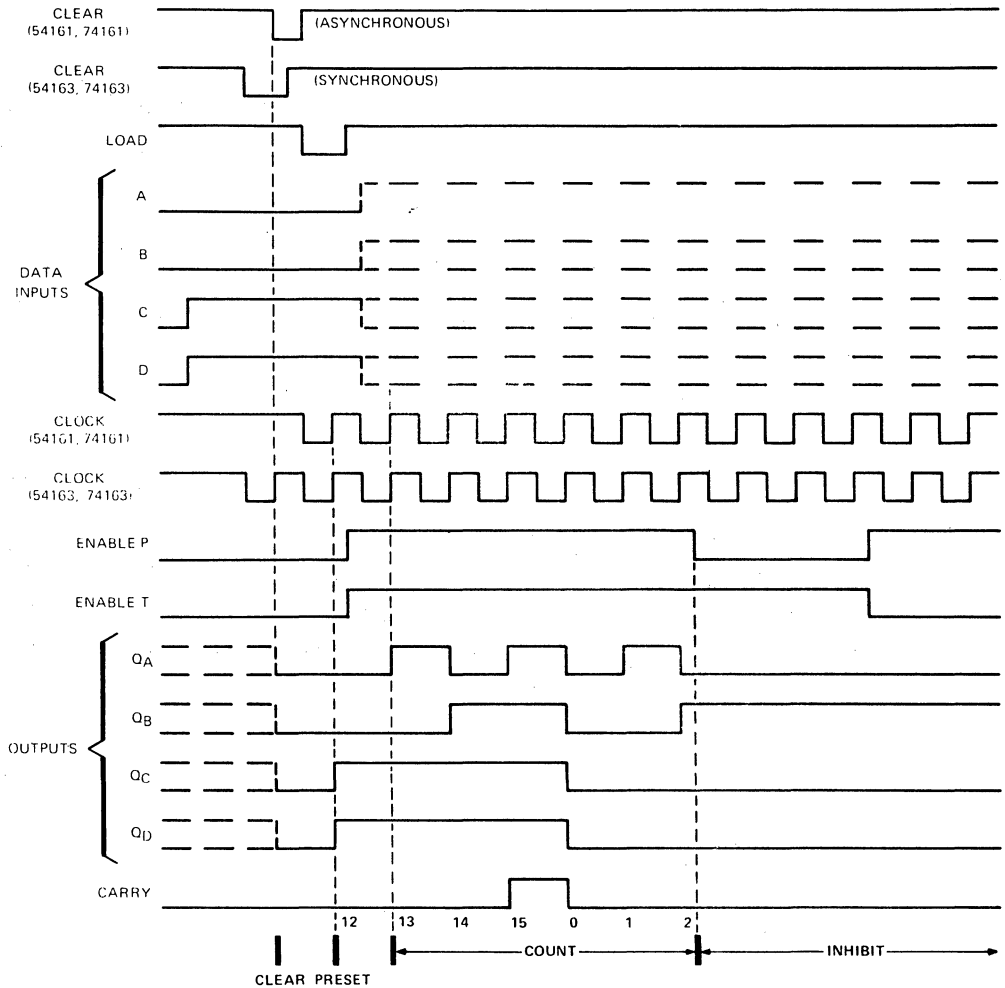 CLEAR
(54161, 74161)
(ASYNCHRONOUS)
CLEAR
(54163, 74163)
(SYNCHRONOUS)
LOAD
DATA
INPUTS
A
B
C
D
CLOCK
(54161, 74161)
CLOCK
(54163, 74163)
ENABLE P
ENABLE T
OUTPUTS
QA
QB
QC
QD
CARRY
12 13 14 15 0 1 2
CLEAR PRESET
COUNT
INHIBIT